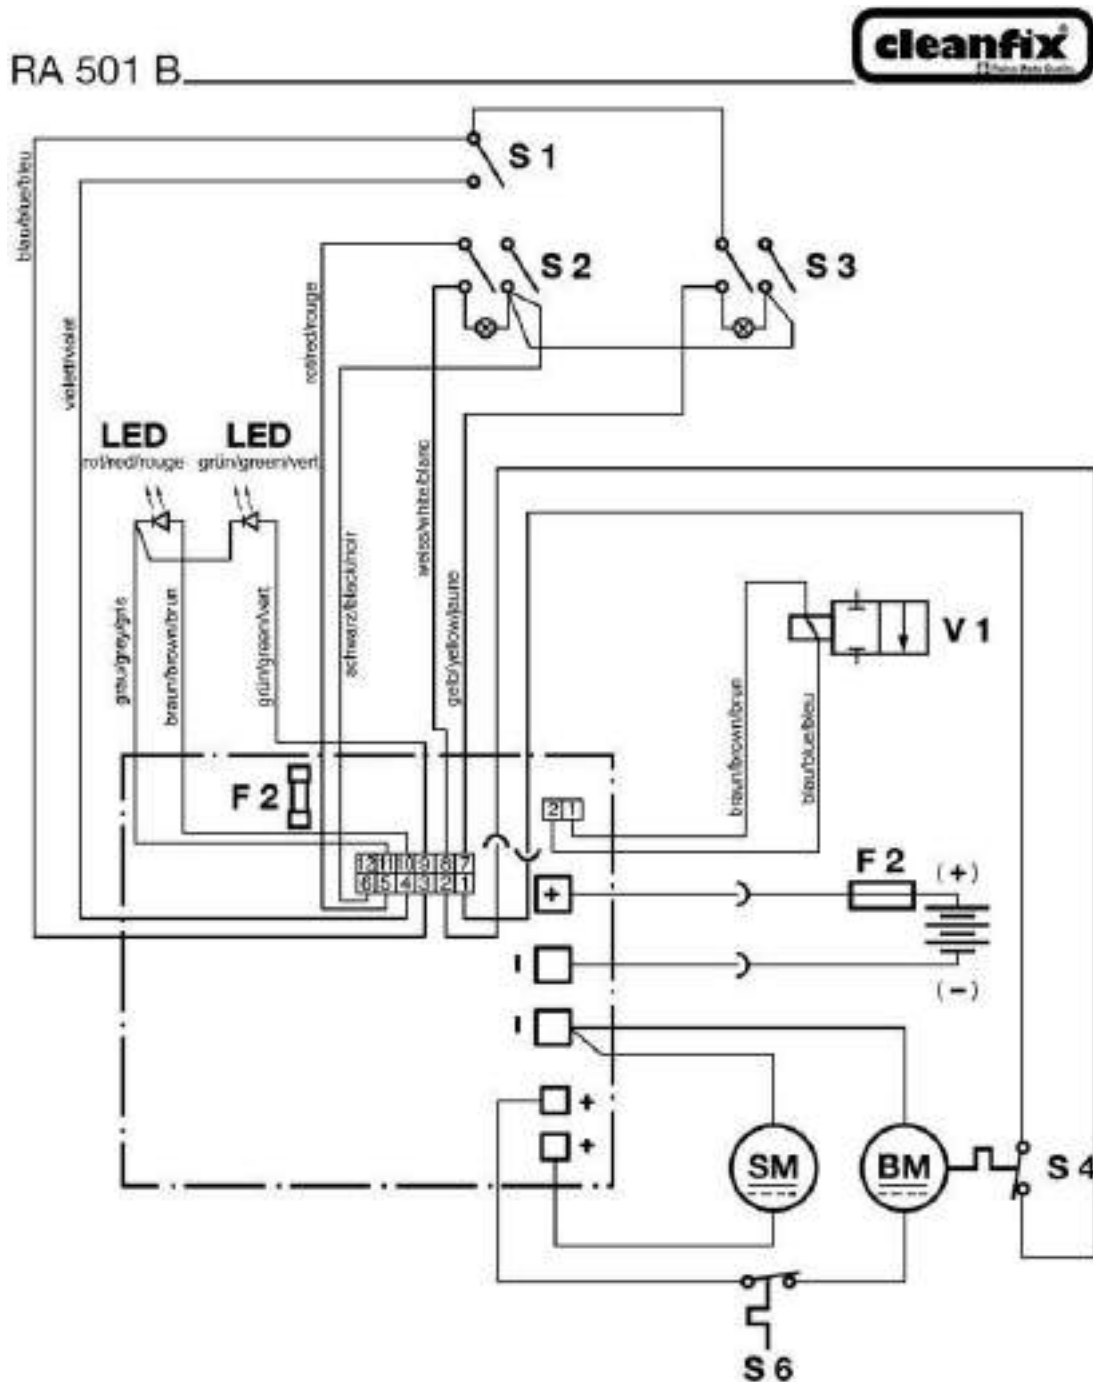 RA 501 B
cleanfix®
S 1
blau/blue/bleu
S 2
S 3
violett/violet
rot/red/rouge
LED
LED
rot/red/rouge
grün/green/vert
weiss/white/blanc
schwarz/black/noir
gelb/yellow/jaune
grau/grey/gris
braun/brown/brun
grün/green/vert
V 1
braun/brown/brun
blau/blue/bleu
F 2
2 1
F 2
12 11 10 9 8 7
6 5 4 3 2 1
+
(+)
-
(-)
-
+
+
SM
BM
S 4
S 6